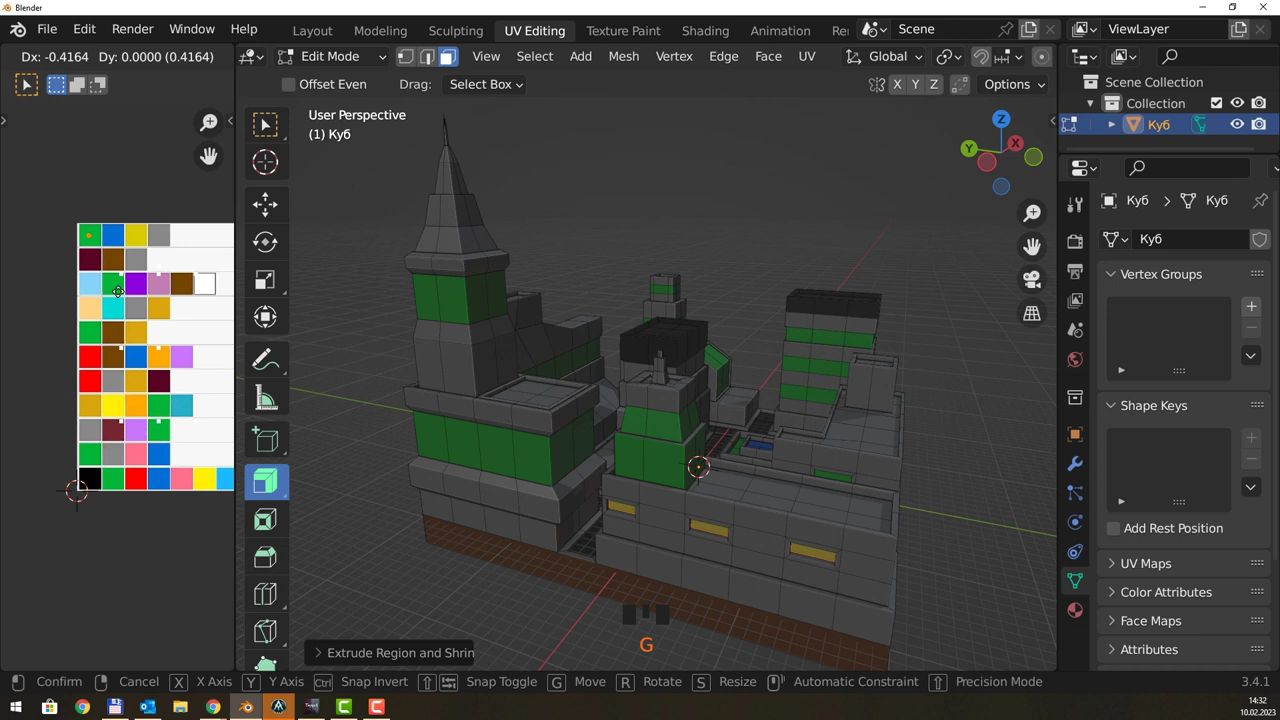 Blender
File Edit Render Window Help Layout Modeling Sculpting UV Editing Texture Paint Shading Animation Re Scene ViewLayer
Dx: -0.4164 Dy: 0.0000 (0.4164) Edit Mode View Select Add Mesh Vertex Edge Face UV Global
Offset Even Drag: Select Box X Y Z Options
Scene Collection
Collection
Куб
User Perspective
(1) Куб
Z
Y
X
Куб Куб
Куб
Vertex Groups
Shape Keys
Add Rest Position
UV Maps
Color Attributes
Face Maps
Attributes
G
Extrude Region and Shrin
Confirm Cancel X X Axis Y Y Axis Ctrl Snap Invert Snap Toggle G Move R Rotate S Resize Automatic Constraint Precision Mode 3.4.1
14:32
10.02.2023